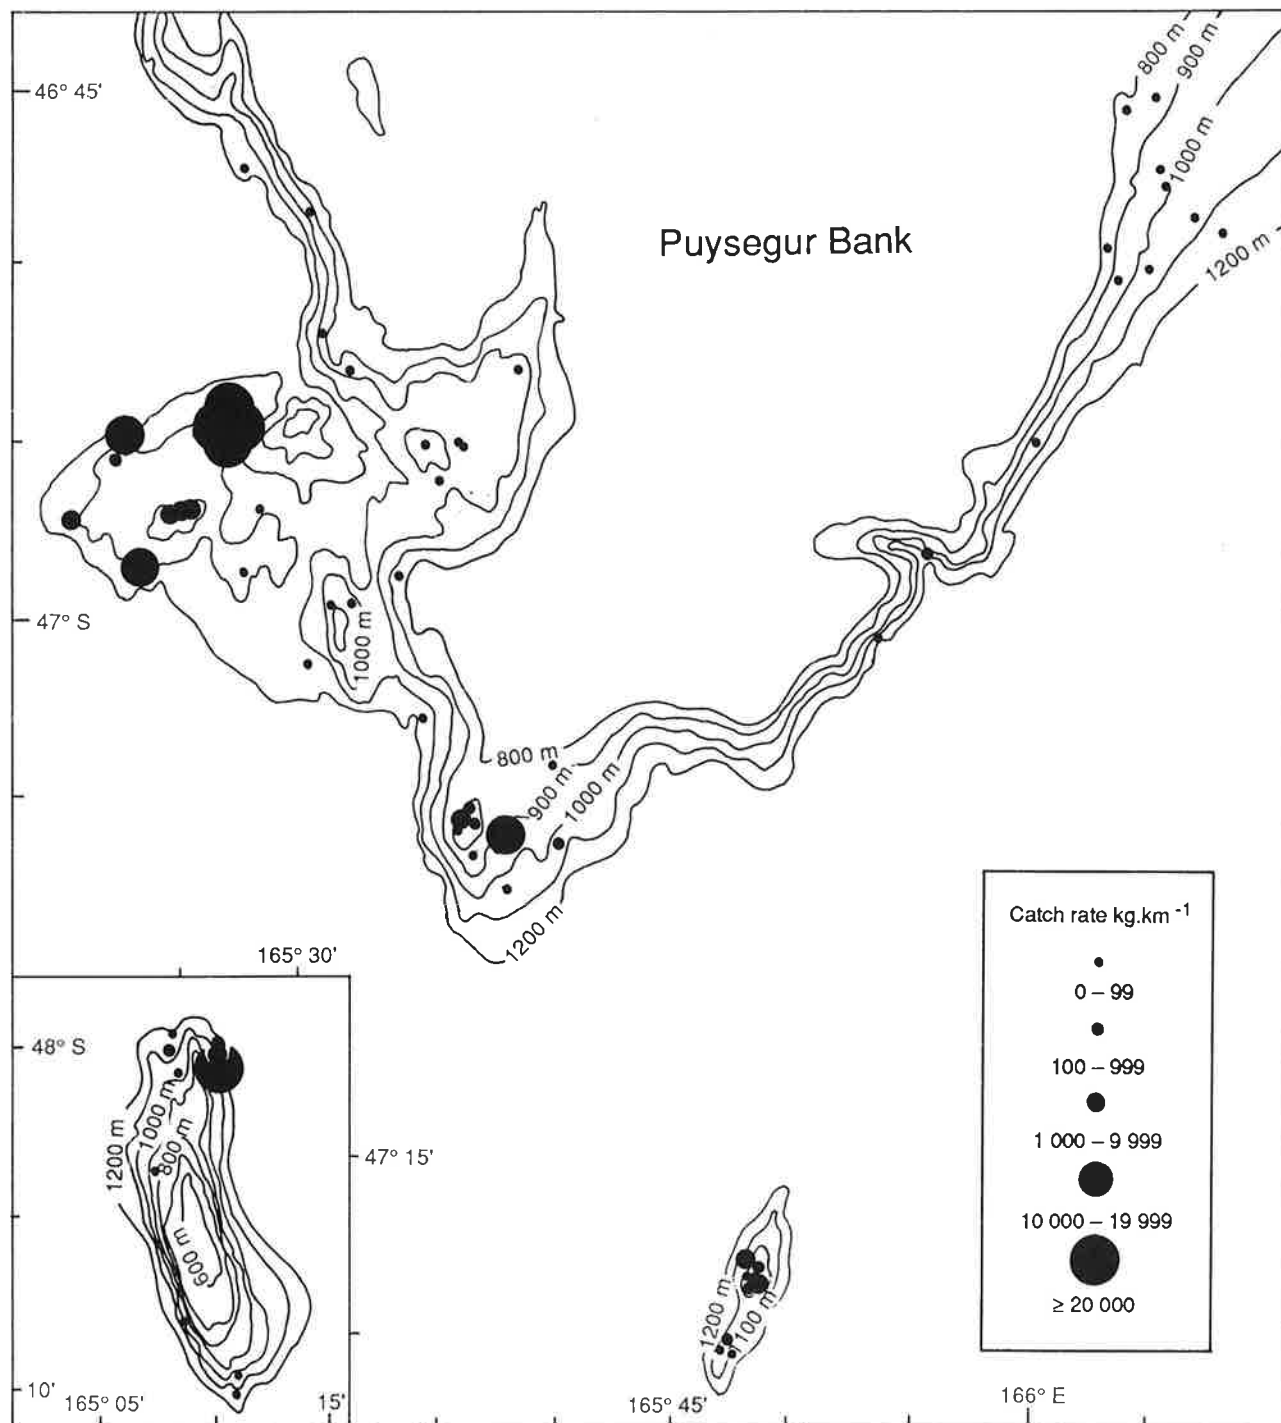 800 m
900 m
46° 45'
1000 m
Puysegur Bank
1200 m
47° S
1000 m
800 m
900 m
1000 m
1200 m
Catch rate kg.km⁻¹
0 – 99
100 – 999
1 000 – 9 999
10 000 – 19 999
≥ 20 000
165° 30'
48° S
1000 m
1200 m
800 m
47° 15'
600 m
1200 m
1100 m
10'
165° 05'
15'
165° 45'
166° E